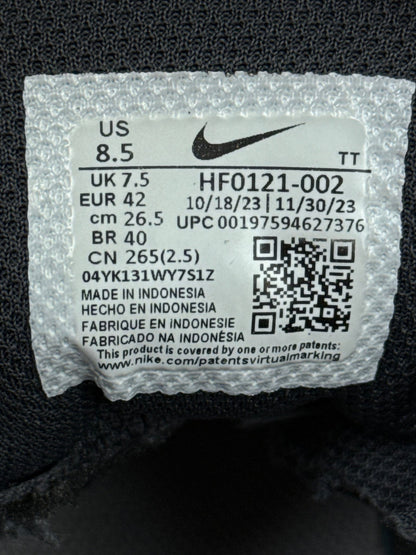 US
8.5
TT
UK 7.5
HF0121-002
EUR 42
10/18/23 | 11/30/23
cm 26.5
UPC 00197594627376
BR 40
CN 265(2.5)
04YK131WY7S1Z
MADE IN INDONESIA
HECHO EN INDONESIA
FABRIQUE EN INDONESIE
FABRICADO NA INDONÉSIA
This product is covered by one or more patents:
www.nike.com/patentsvirtualmarking